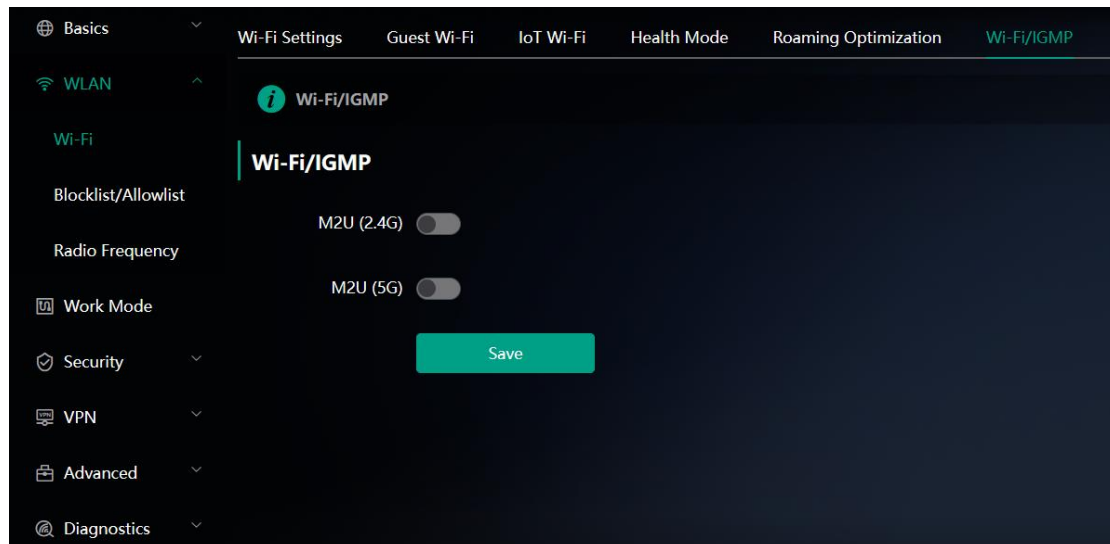 Basics
WLAN
Wi-Fi
Blocklist/Allowlist
Radio Frequency
Work Mode
Security
VPN
VPN
Advanced
Diagnostics
Wi-Fi Settings Guest Wi-Fi IoT Wi-Fi Health Mode Roaming Optimization Wi-Fi/IGMP
i Wi-Fi/IGMP
Wi-Fi/IGMP
M2U (2.4G)
M2U (5G)
Save